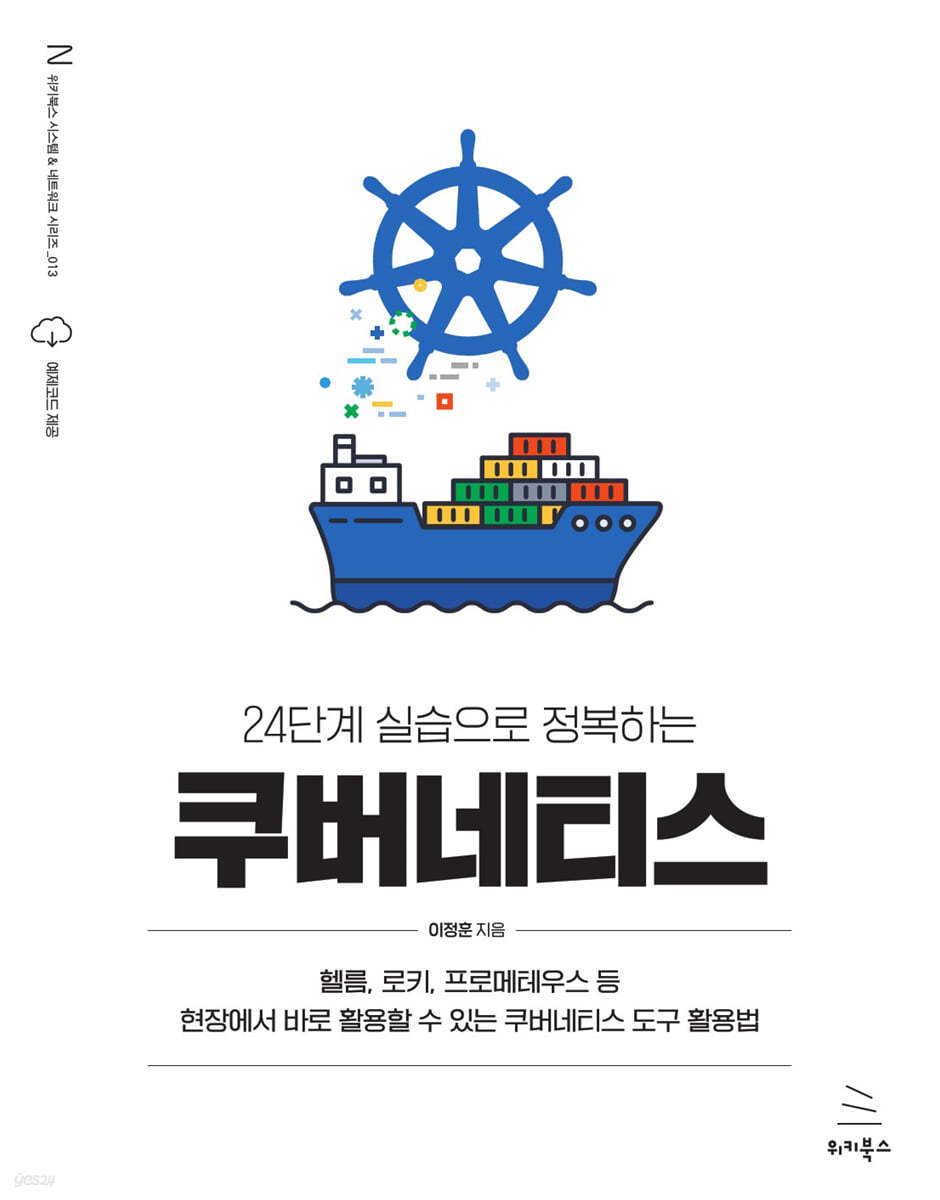 N 위키북스 시스템 & 네트워크 시리즈_013
예제코드 제공
24단계 실습으로 정복하는
쿠버네티스
이정훈 지음
헬름, 로키, 프로메테우스 등
현장에서 바로 활용할 수 있는 쿠버네티스 도구 활용법
위키북스
yes24